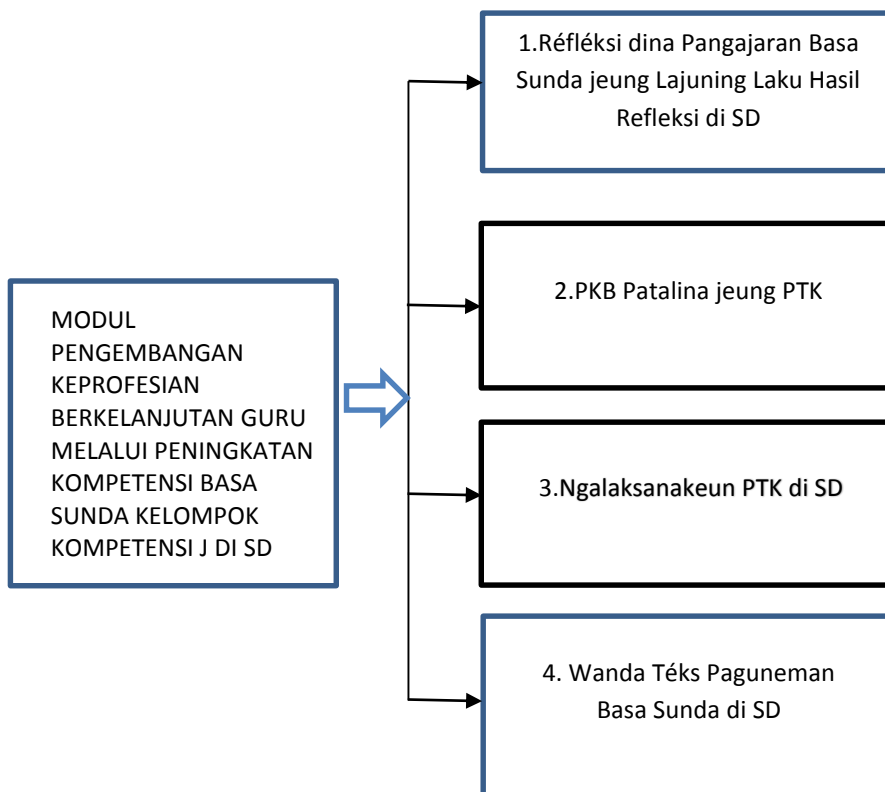 MODUL
PENGEMBANGAN
KEPROFESIAN
BERKELANJUTAN GURU
MELALUI PENINGKATAN
KOMPETENSI BASA
SUNDA KELOMPOK
KOMPETENSI J DI SD
1.Réfléksi dina Pangajaran Basa
Sunda jeung Lajuning Laku Hasil
Refleksi di SD
2.PKB Patalina jeung PTK
3.Ngalaksanakeun PTK di SD
4. Wanda Téks Paguneman
Basa Sunda di SD